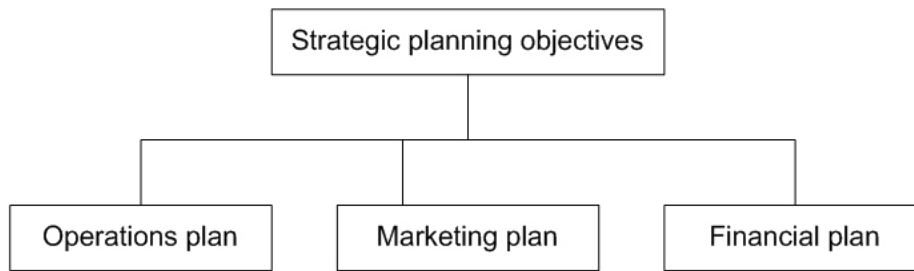 Strategic planning objectives
Operations plan
Marketing plan
Financial plan